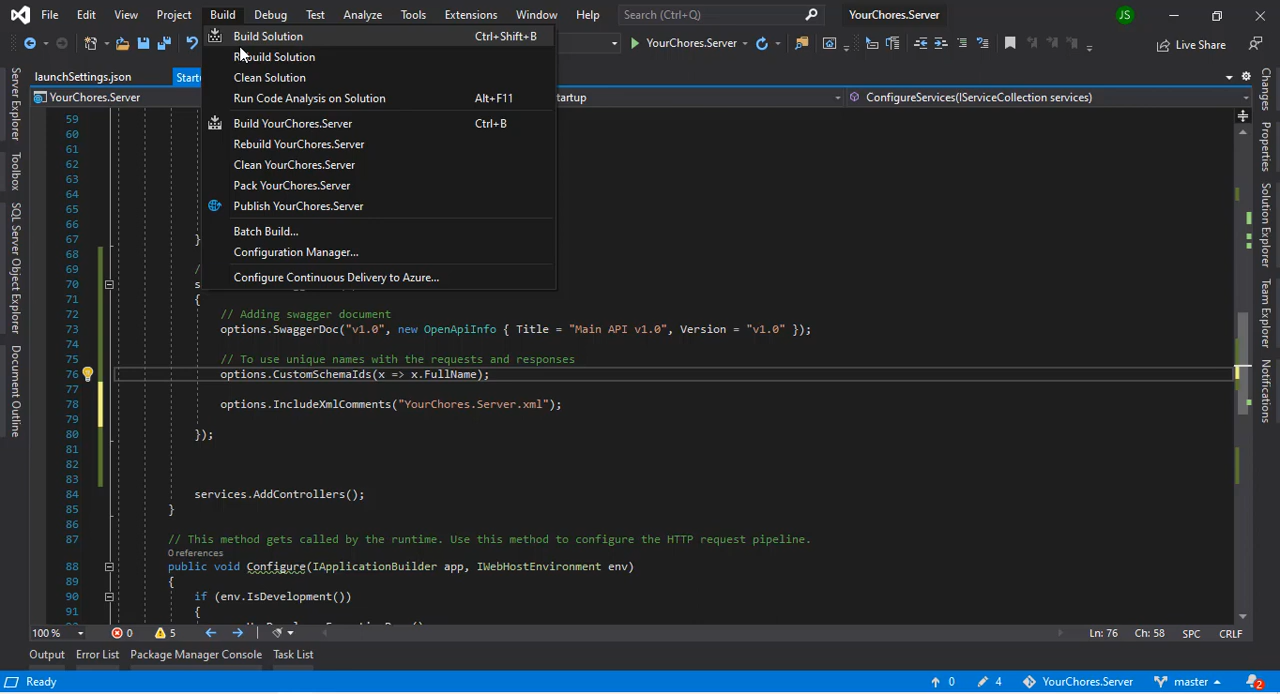 File Edit View Project Build Debug Test Analyze Tools Extensions Window Help Search (Ctrl+Q) YourChores.Server
JS
YourChores.Server
Live Share
launchSettings.json
YourChores.Server
ConfigureServices(IServiceCollection services)
Build Solution Ctrl+Shift+B
Rebuild Solution
Clean Solution
Run Code Analysis on Solution Alt+F11
Build YourChores.Server Ctrl+B
Rebuild YourChores.Server
Clean YourChores.Server
Pack YourChores.Server
Publish YourChores.Server
Batch Build...
Configuration Manager...
Configure Continuous Delivery to Azure...
Server Explorer
Toolbox
SQL Server Object Explorer
Document Outline
59
60
61
62
63
64
65
66
67 }
68
69 /
70 s
71 {
72 // Adding swagger document
73 options.SwaggerDoc("v1.0", new OpenApiInfo { Title = "Main API v1.0", Version = "v1.0" });
74
75 // To use unique names with the requests and responses
76 options.CustomSchemaIds(x => x.FullName);
77
78 options.IncludeXmlComments("YourChores.Server.xml");
79
80 });
81
82
83
84 services.AddControllers();
85 }
86
87 // This method gets called by the runtime. Use this method to configure the HTTP request pipeline.
0 references
88 public void Configure(IApplicationBuilder app, IWebHostEnvironment env)
89 {
90 if (env.IsDevelopment())
91 {
Changes
Properties
Solution Explorer
Team Explorer
Notifications
100 % 0 5 Ln: 76 Ch: 58 SPC CRLF
Output Error List Package Manager Console Task List
Ready 0 4 YourChores.Server master 2